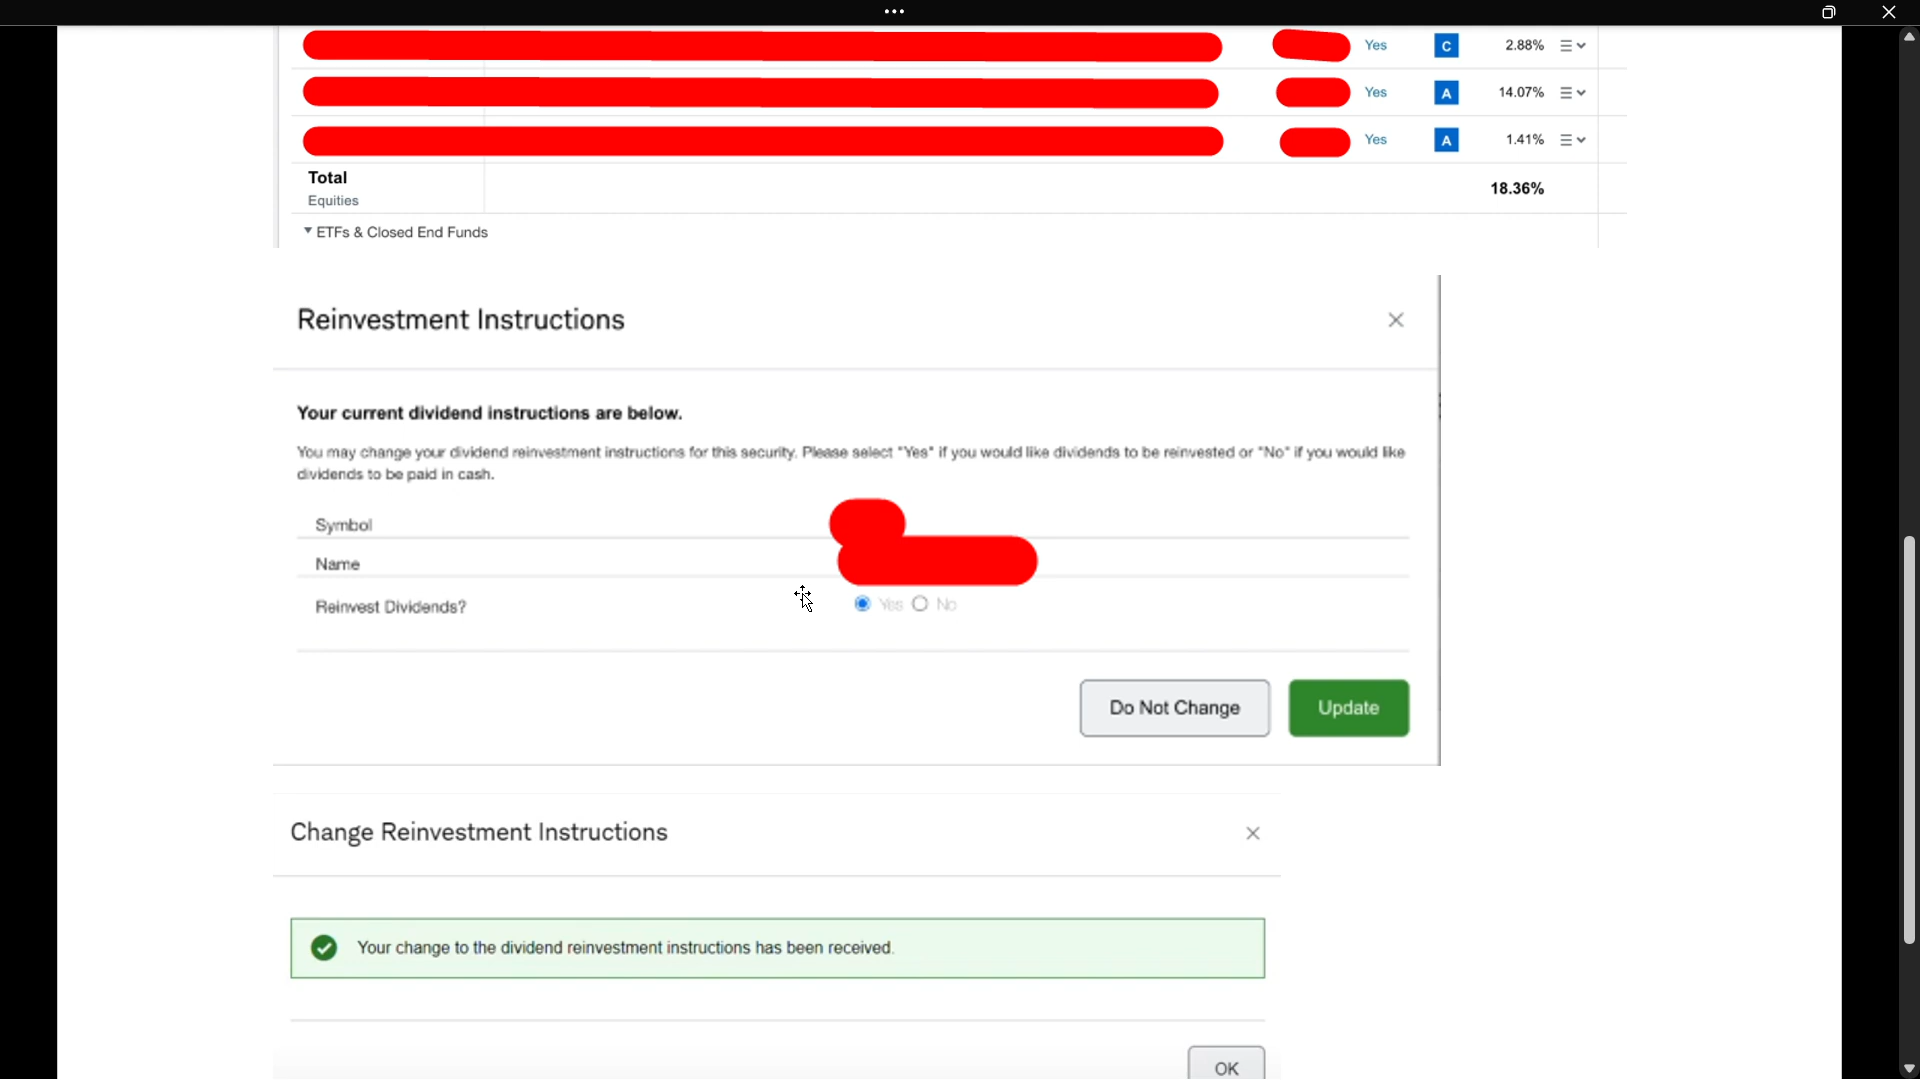 Yes C 2.88%
Yes A 14.07%
Yes A 1.41%
Total
Equities
18.36%
ETFs & Closed End Funds
Reinvestment Instructions
Your current dividend instructions are below.
You may change your dividend reinvestment instructions for this security. Please select "Yes" if you would like dividends to be reinvested or "No" if you would like
dividends to be paid in cash.
Symbol
Name
Reinvest Dividends? Yes No
Do Not Change Update
Change Reinvestment Instructions
Your change to the dividend reinvestment instructions has been received.
OK